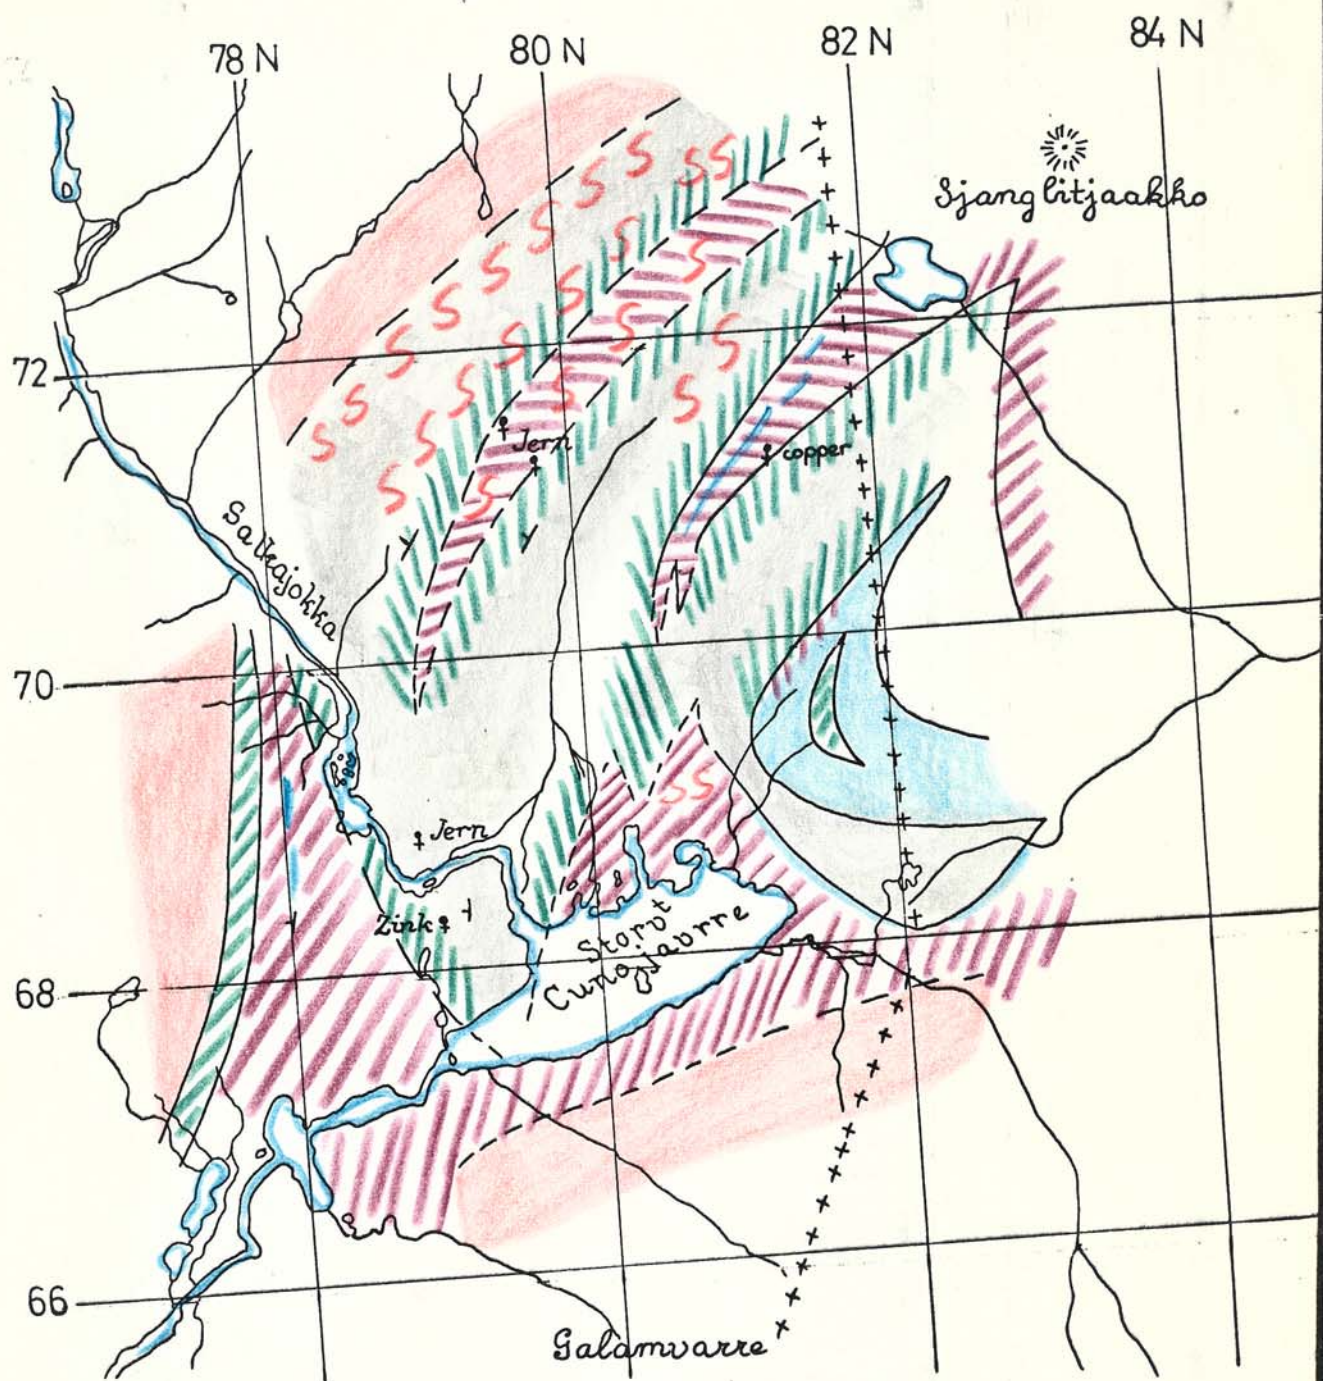 78 N
80 N
82 N
84 N
Sjanglitjaakko
72
Jern
copper
Salkajokka
70
Jern
Zink
Storvt
Cunojavrre
68
66
Galamvarre